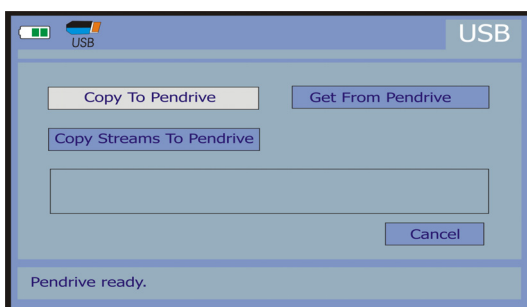 USB
USB
Copy To Pendrive
Get From Pendrive
Copy Streams To Pendrive
Cancel
Pendrive ready.